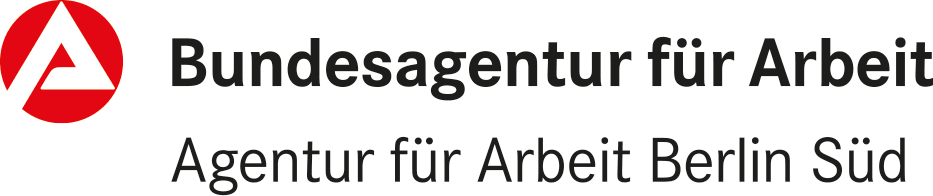 Bundesagentur für Arbeit
Agentur für Arbeit Berlin Süd